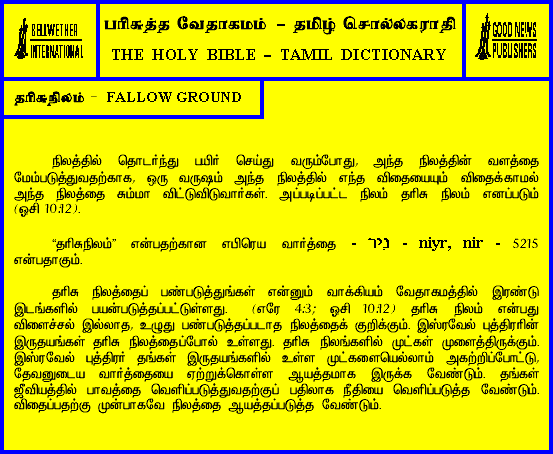 BELLWETHER
INTERNATIONAL
பரிசுத்த வேதாகமம் - தமிழ் சொல்லகராதி
THE HOLY BIBLE - TAMIL DICTIONARY
GOOD NEWS
PUBLISHERS
தரிசுநிலம் - FALLOW GROUND
நிலத்தில் தொடர்ந்து பயிர் செய்து வரும்போது, அந்த நிலத்தின் வளத்தை
மேம்படுத்துவதற்காக, ஒரு வருஷம் அந்த நிலத்தில் எந்த விதையையும் விதைக்காமல்
அந்த நிலத்தை சும்மா விட்டுவிடுவார்கள். அப்படிப்பட்ட நிலம் தரிசு நிலம் எனப்படும்
(ஓசி 10:12).
“தரிசுநிலம்” என்பதற்கான எபிரெய வார்த்தை - נִיר - niyr, nir - 5215
என்பதாகும்.
தரிசு நிலத்தைப் பண்படுத்துங்கள் என்னும் வாக்கியம் வேதாகமத்தில் இரண்டு
இடங்களில் பயன்படுத்தப்பட்டுள்ளது. (எரே 4:3; ஓசி 10:12) தரிசு நிலம் என்பது
விளைச்சல் இல்லாத, உழுது பண்படுத்தப்படாத நிலத்தைக் குறிக்கும். இஸ்ரவேல் புத்திரரின்
இருதயங்கள் தரிசு நிலத்தைப்போல் உள்ளது. தரிசு நிலங்களில் முட்கள் முளைத்திருக்கும்.
இஸ்ரவேல் புத்திரர் தங்கள் இருதயங்களில் உள்ள முட்களையெல்லாம் அகற்றிப்போட்டு,
தேவனுடைய வார்த்தையை ஏற்றுக்கொள்ள ஆயத்தமாக இருக்க வேண்டும். தங்கள்
ஜீவியத்தில் பாவத்தை வெளிப்படுத்துவதற்குப் பதிலாக நீதியை வெளிப்படுத்த வேண்டும்.
விதைப்பதற்கு முன்பாகவே நிலத்தை ஆயத்தப்படுத்த வேண்டும்.